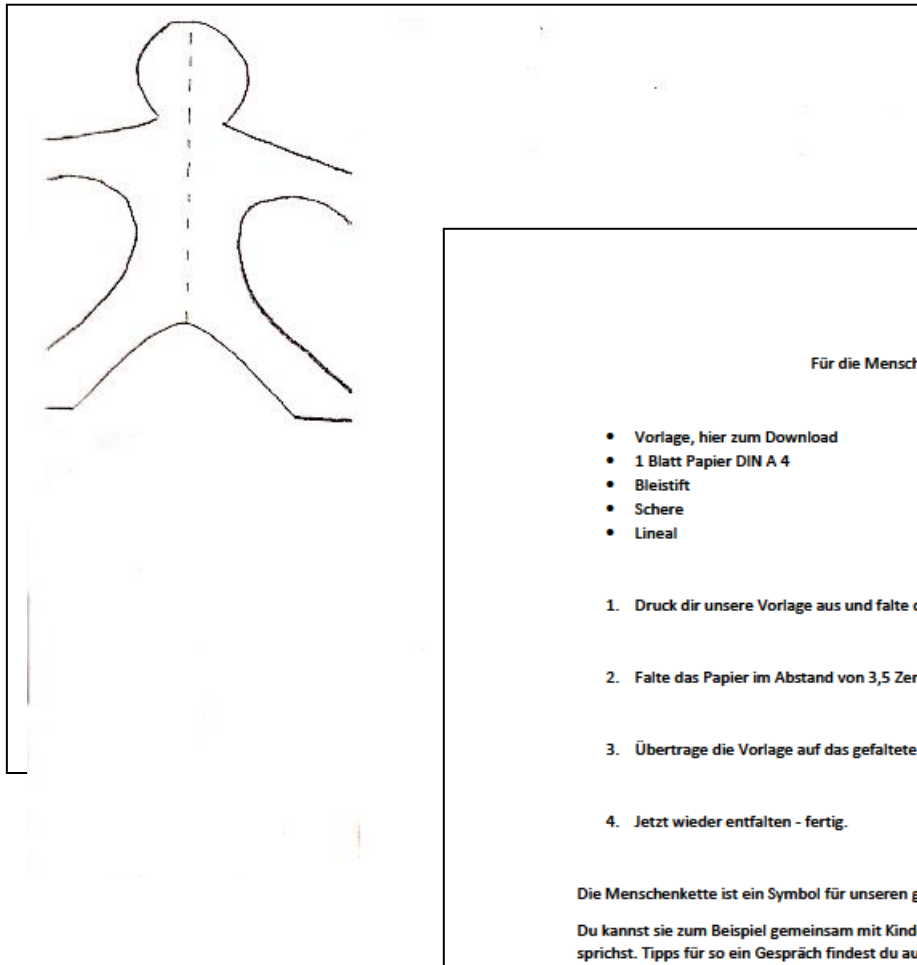 Für die Mensch
• Vorlage, hier zum Download
• 1 Blatt Papier DIN A 4
• Bleistift
• Schere
• Lineal
1. Druck dir unsere Vorlage aus und falte
2. Falte das Papier im Abstand von 3,5
3. Übertrage die Vorlage auf das gefaltete
4. Jetzt wieder entfalten - fertig.
Die Menschenkette ist ein Symbol für unseren
Du kannst sie zum Beispiel gemeinsam mit Kind
sprichst. Tipps für so ein Gespräch findest du